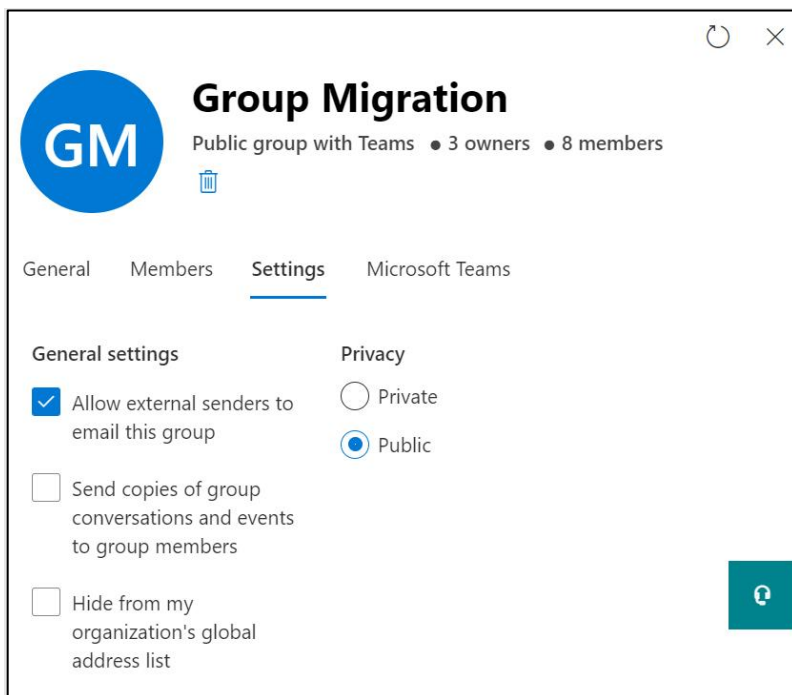 GM
Group Migration
Public group with Teams ● 3 owners ● 8 members
General Members Settings Microsoft Teams
General settings
Allow external senders to
email this group
Send copies of group
conversations and events
to group members
Hide from my
organization's global
address list
Privacy
Private
Public